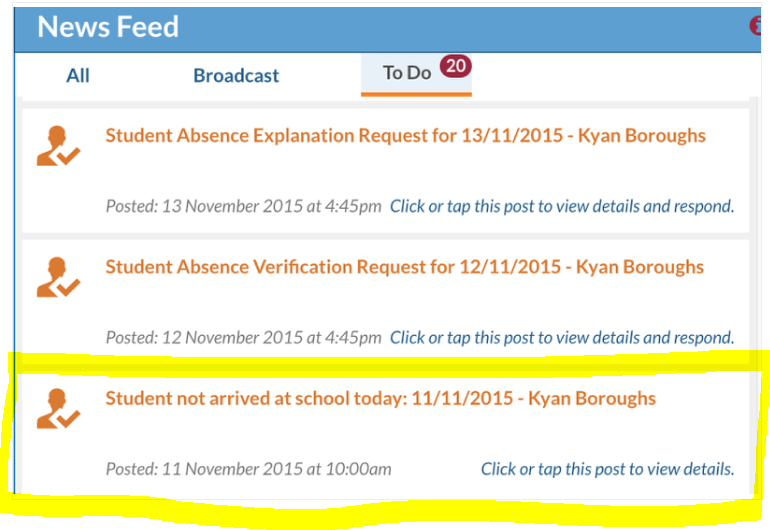 News Feed
All Broadcast To Do 20
Student Absence Explanation Request for 13/11/2015 - Kyan Boroughs
Posted: 13 November 2015 at 4:45pm Click or tap this post to view details and respond.
Student Absence Verification Request for 12/11/2015 - Kyan Boroughs
Posted: 12 November 2015 at 4:45pm Click or tap this post to view details and respond.
Student not arrived at school today: 11/11/2015 - Kyan Boroughs
Posted: 11 November 2015 at 10:00am Click or tap this post to view details.